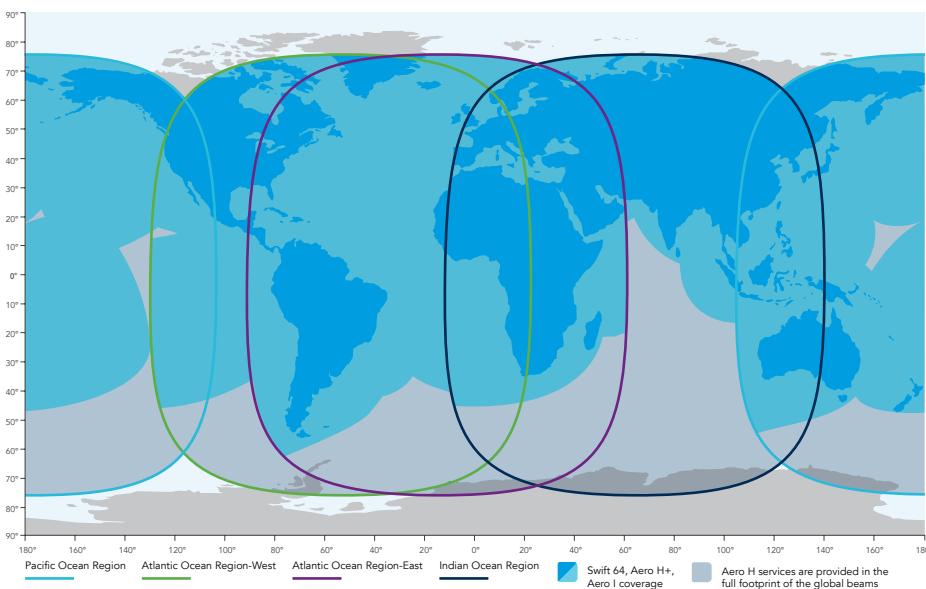 90°
80°
70°
60°
50°
40°
30°
20°
10°
0°
10°
20°
30°
40°
50°
60°
70°
80°
90°
180° 160° 140° 120° 100° 80° 60° 40° 20° 0° 20° 40° 60° 80° 100° 120° 140° 160° 18
Pacific Ocean Region
Atlantic Ocean Region-West
Atlantic Ocean Region-East
Indian Ocean Region
Swift 64, Aero H+,
Aero I coverage
Aero H services are provided in the
full footprint of the global beams